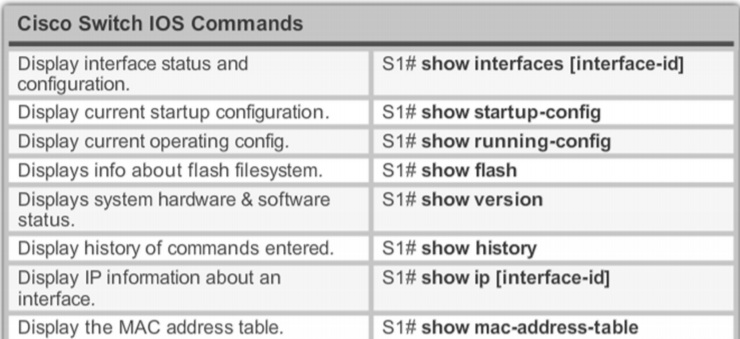 Cisco Switch IOS Commands
Display interface status and
configuration.
S1# show interfaces [interface-id]
Display current startup configuration.
S1# show startup-config
Display current operating config.
S1# show running-config
Displays info about flash filesystem.
S1# show flash
Displays system hardware & software
status.
S1# show version
Display history of commands entered.
S1# show history
Display IP information about an
interface.
S1# show ip [interface-id]
Display the MAC address table.
S1# show mac-address-table